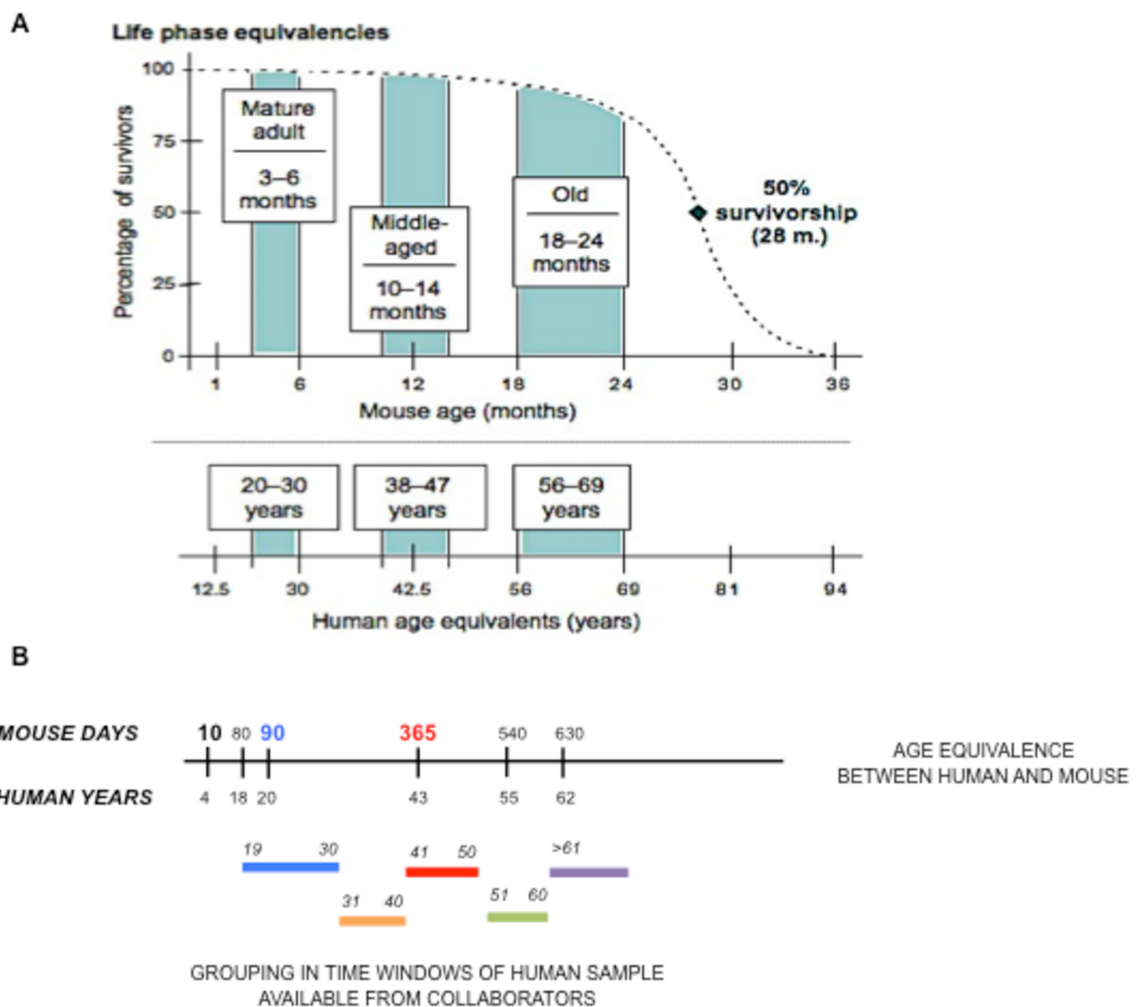 A
Life phase equivalencies
Percentage of survivors
100
75
50
25
0
Mature
adult
3–6
months
Middle-
aged
10–14
months
Old
18–24
months
50%
survivorship
(28 m.)
1 6 12 18 24 30 36
Mouse age (months)
20–30
years
38–47
years
56–69
years
12.5 30 42.5 56 69 81 94
Human age equivalents (years)
B
MOUSE DAYS 10 80 90 365 540 630
HUMAN YEARS 4 18 20 43 55 62
AGE EQUIVALENCE
BETWEEN HUMAN AND MOUSE
19 30 41 50 >61
31 40 51 60
GROUPING IN TIME WINDOWS OF HUMAN SAMPLE
AVAILABLE FROM COLLABORATORS